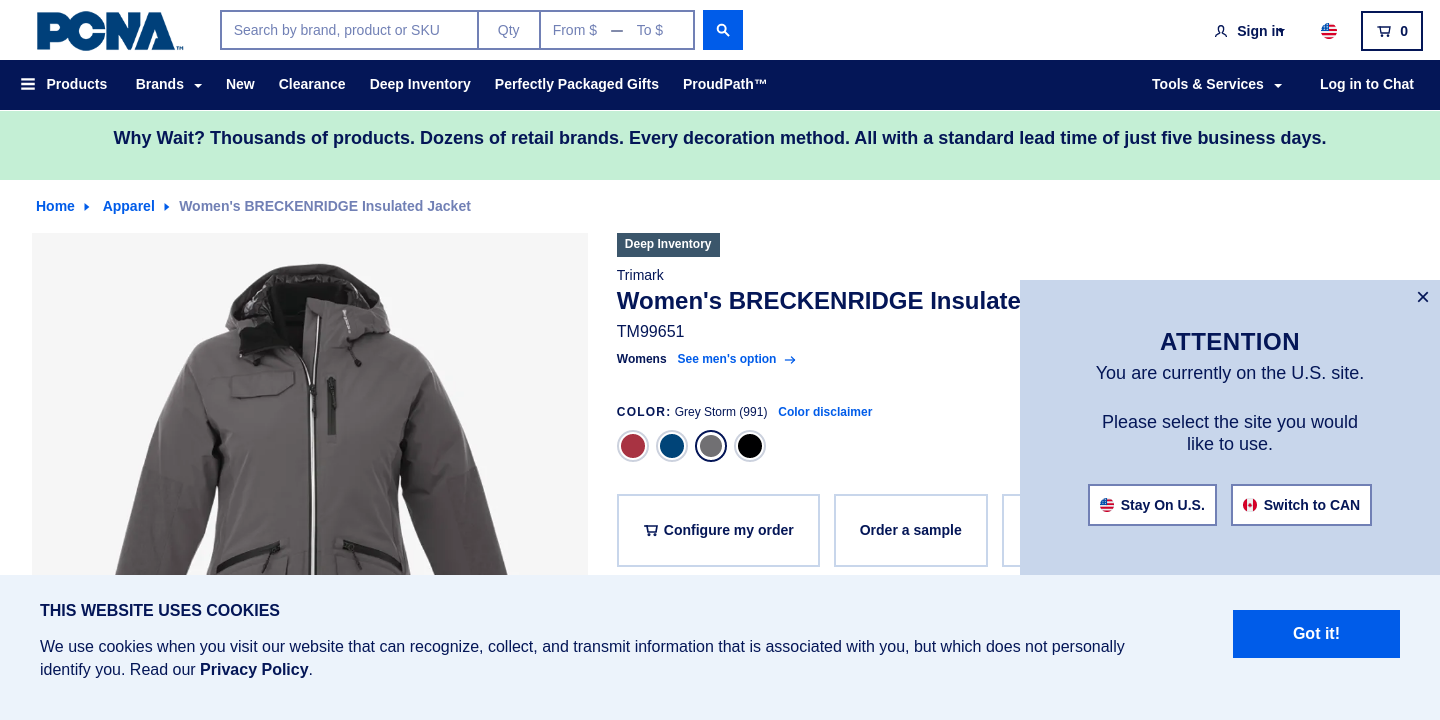 PCNA™
Search by brand, product or SKU
Qty
From $ — To $
Sign in
0
Products
Brands
New
Clearance
Deep Inventory
Perfectly Packaged Gifts
ProudPath™
Tools & Services
Log in to Chat
Why Wait? Thousands of products. Dozens of retail brands. Every decoration method. All with a standard lead time of just five business days.
Home
Apparel
Women's BRECKENRIDGE Insulated Jacket
Deep Inventory
Trimark
Women's BRECKENRIDGE Insulate
TM99651
Womens See men's option
COLOR: Grey Storm (991) Color disclaimer
Configure my order
Order a sample
×
ATTENTION
You are currently on the U.S. site.
Please select the site you would
like to use.
Stay On U.S.
Switch to CAN
THIS WEBSITE USES COOKIES
We use cookies when you visit our website that can recognize, collect, and transmit information that is associated with you, but which does not personally
identify you. Read our Privacy Policy.
Got it!